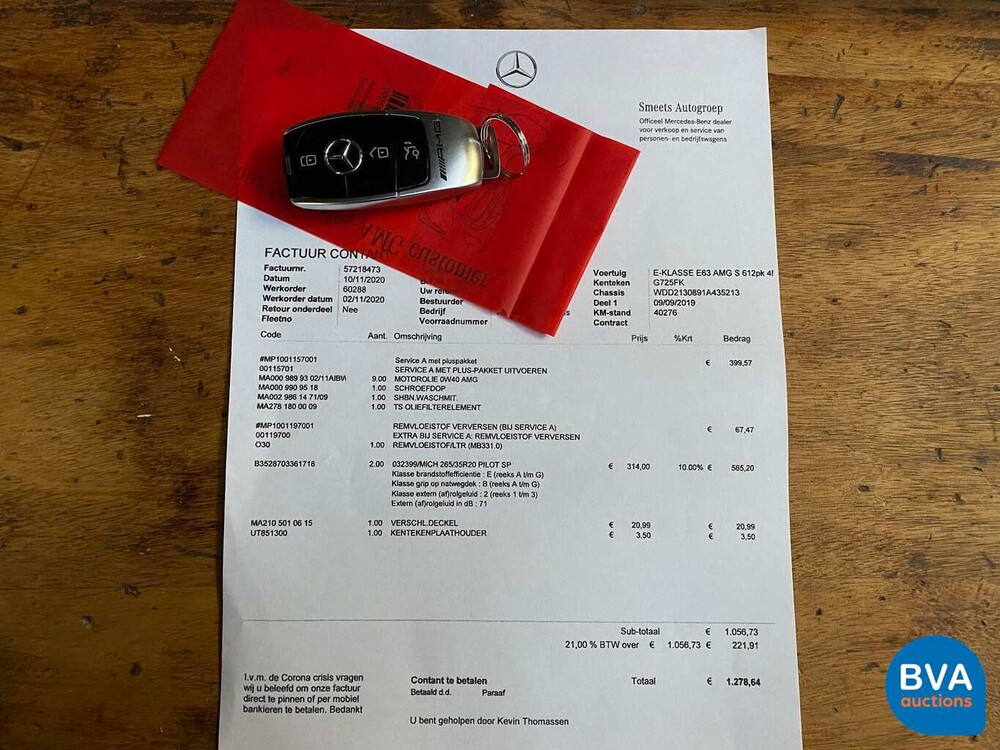 Smeets Autogroep
Officeel Mercedes-Benz dealer
voor verkoop en service van
personen- en bedrijfswagens
AMG
AMG customer
FACTUUR CONTANT
Factuurnr. 57218473
Datum 10/11/2020
Werkorder 60288
Werkorder datum 02/11/2020
Retour onderdeel Nee
Fleetno
Uw
Bestuurder
Bedrijf
Voorraadnummer
Voertuig E-KLASSE E63 AMG S 612pk 4!
Kenteken G725FK
Chassis WDD2130891A435213
Deel 1 09/09/2019
KM-stand 40276
Contract
Code Aant. Omschrijving Prijs %Krt Bedrag
#MP1001157001 Service A met pluspakket € 399,57
00115701 SERVICE A MET PLUS-PAKKET UITVOEREN
MA000 989 93 02/11AIBW 9.00 MOTOROLIE 0W40 AMG
MA000 990 95 18 1.00 SCHROEFDOP
MA002 986 14 71/09 1.00 SHBN.WASCHMIT.
MA278 180 00 09 1.00 TS OLIEFILTERELEMENT
#MP1001197001 REMVLOEISTOF VERVERSEN (BIJ SERVICE A) € 67,47
00119700 EXTRA BIJ SERVICE A: REMVLOEISTOF VERVERSEN
O30 1.00 REMVLOEISTOF/LTR (MB331.0)
B3528703361718 2.00 032399/MICH 265/35R20 PILOT SP € 314,00 10.00% € 565,20
Klasse brandstoffefficientie : E (reeks A t/m G)
Klasse grip op natwegdek : B (reeks A t/m G)
Klasse extern (af)rolgeluid : 2 (reeks 1 t/m 3)
Extern (af)rolgeluid in dB : 71
MA210 501 06 15 1.00 VERSCHL.DECKEL € 20,99 € 20,99
UT851300 1.00 KENTEKENPLAATHOUDER € 3,50 € 3,50
Sub-totaal € 1.056,73
21,00 % BTW over € 1.056,73 € 221,91
Totaal € 1.278,64
I.v.m. de Corona crisis vragen
wij u beleefd om onze factuur
direct te pinnen of per mobiel
bankieren te betalen. Bedankt
Contant te betalen
Betaald d.d. Paraaf
U bent geholpen door Kevin Thomassen
BVA
auctions